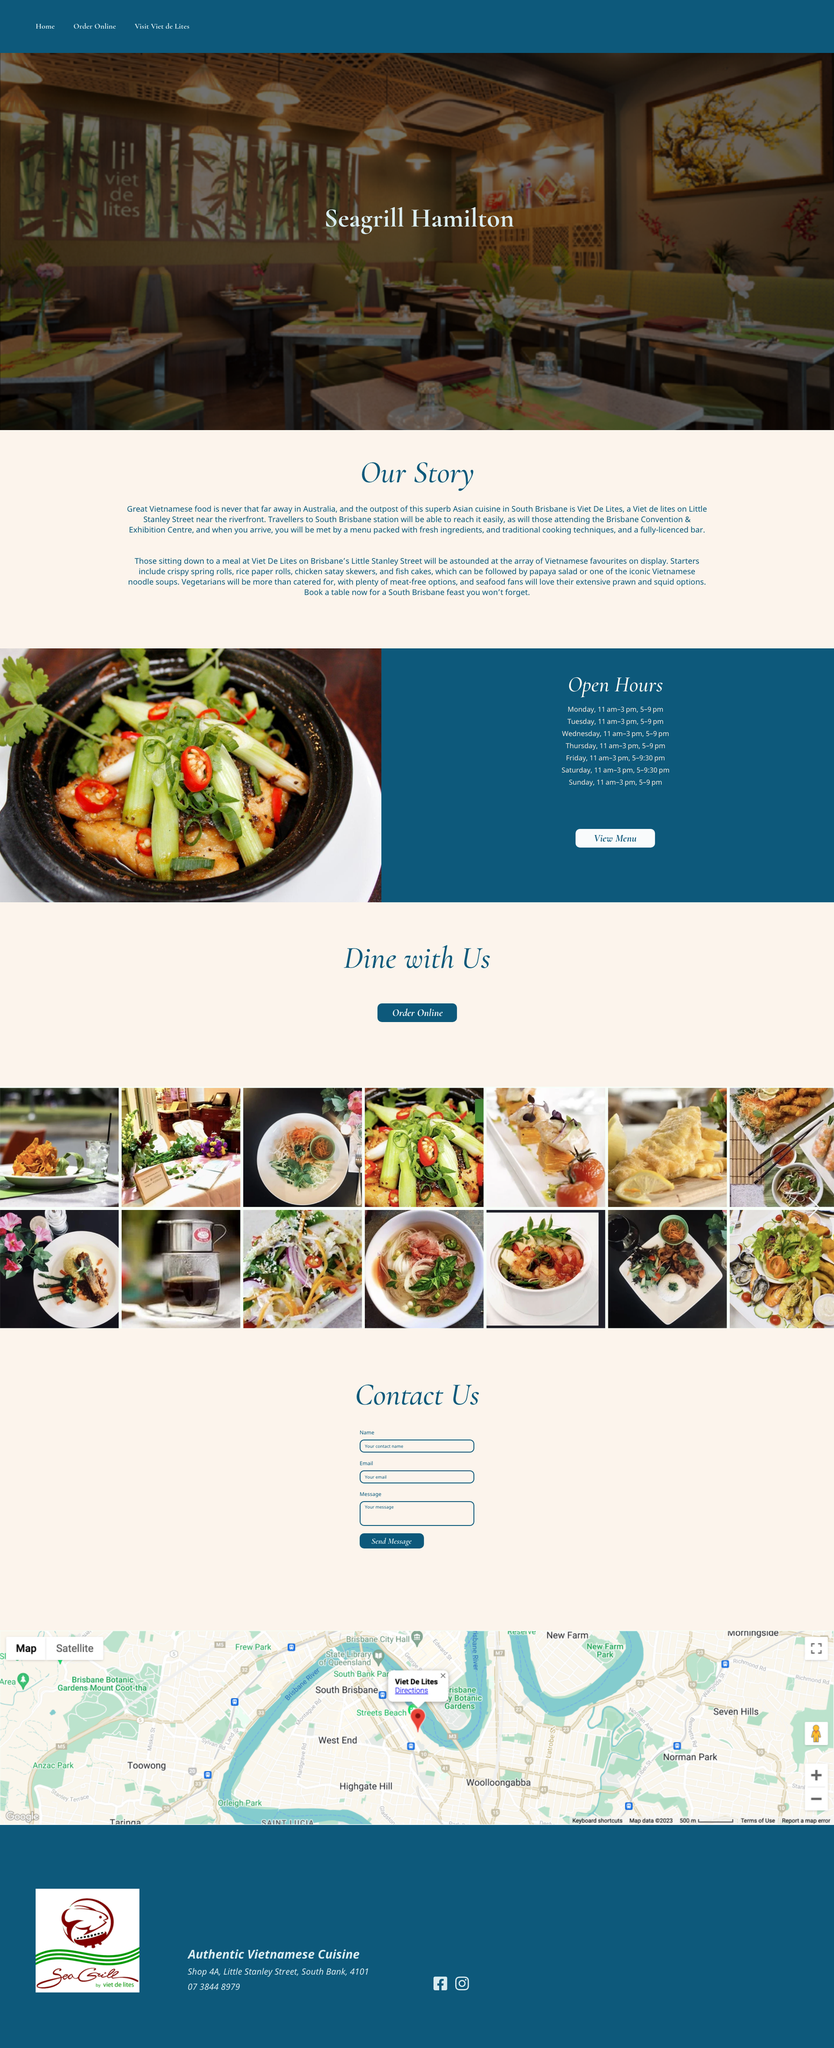 Home Order Online Visit Viet de Lites
viet
de
lites
Seagrill Hamilton
Our Story
Great Vietnamese food is never that far away in Australia, and the outpost of this superb Asian cuisine in South Brisbane is Viet De Lites, a Viet de lites on Little
Stanley Street near the riverfront. Travellers to South Brisbane station will be able to reach it easily, as will those attending the Brisbane Convention &
Exhibition Centre, and when you arrive, you will be met by a menu packed with fresh ingredients, and traditional cooking techniques, and a fully-licenced bar.
Those sitting down to a meal at Viet De Lites on Brisbane's Little Stanley Street will be astounded at the array of Vietnamese favourites on display. Starters
include crispy spring rolls, rice paper rolls, chicken satay skewers, and fish cakes, which can be followed by papaya salad or one of the iconic Vietnamese
noodle soups. Vegetarians will be more than catered for, with plenty of meat-free options, and seafood fans will love their extensive prawn and squid options.
Book a table now for a South Brisbane feast you won't forget.
Open Hours
Monday, 11 am–3 pm, 5–9 pm
Tuesday, 11 am–3 pm, 5–9 pm
Wednesday, 11 am–3 pm, 5–9 pm
Thursday, 11 am–3 pm, 5–9 pm
Friday, 11 am–3 pm, 5–9:30 pm
Saturday, 11 am–3 pm, 5–9:30 pm
Sunday, 11 am–3 pm, 5–9 pm
View Menu
Dine with Us
Order Online
Contact Us
Name
Your contact name
Email
Your email
Message
Your message
Send Message
Map Satellite
Brisbane City Hall
New Farm
Morningside
Frew Park
State Library
of Queensland
New Farm
Park
South Bank Par
Area
Brisbane Botanic
Gardens Mount Coot-tha
Brisbane River
South Brisbane
Viet De Lites
Directions
risbane
y Botanic
Gardens
Streets Beach
Seven Hills
West End
Norman Park
Anzac Park
Toowong
Highgate Hill
Woolloongabba
Orleigh Park
Taringa
SAINT LUCIA
Google
Keyboard shortcuts Map data ©2023 500 m Terms of Use Report a map error
Sea Grill
by viet de lites
Authentic Vietnamese Cuisine
Shop 4A, Little Stanley Street, South Bank, 4101
07 3844 8979